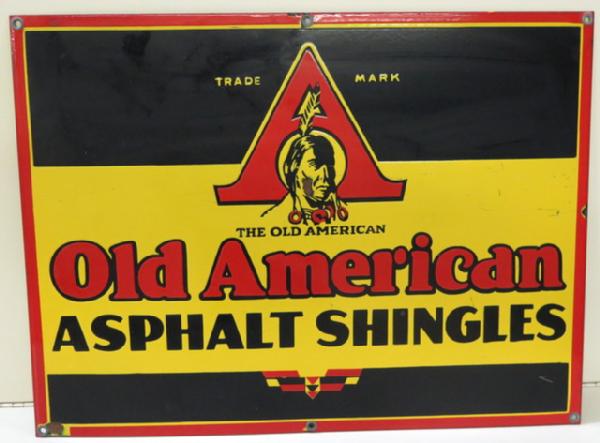 TRADE MARK
THE OLD AMERICAN
Old American
ASPHALT SHINGLES